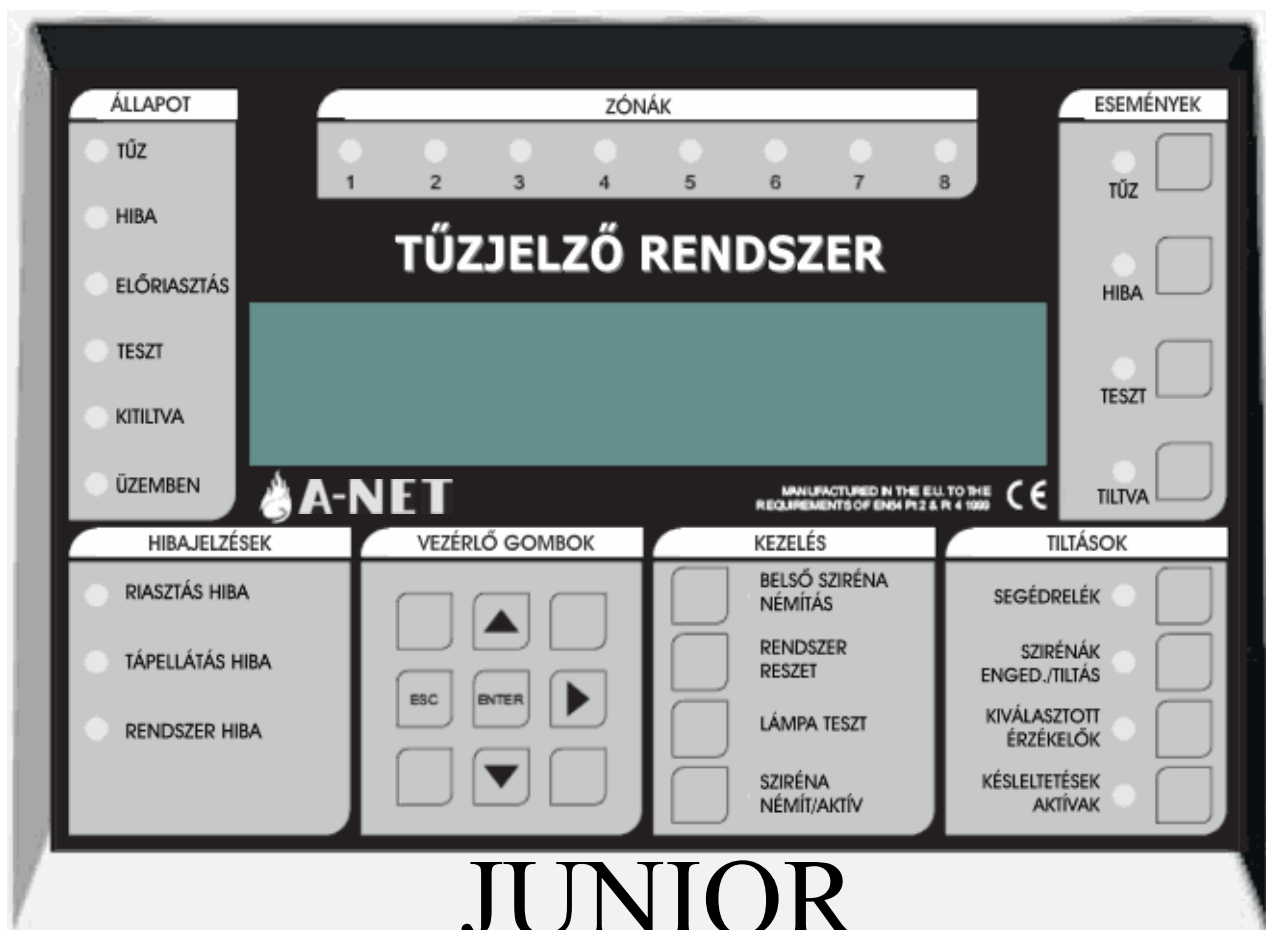 ÁLLAPOT
TŰZ
HIBA
ELŐRIASZTÁS
TESZT
KITILTVA
ÜZEMBEN
ZÓNÁK
1 2 3 4 5 6 7 8
TŰZJELZŐ RENDSZER
A-NET
MANUFACTURED IN THE E.U. TO THE
REQUIREMENTS OF EN54 Pt 2 & Pt 4 1999
CE
ESEMÉNYEK
TŰZ
HIBA
TESZT
TILTVA
HIBAJELZÉSEK
RIASZTÁS HIBA
TÁPELLÁTÁS HIBA
RENDSZER HIBA
VEZÉRLŐ GOMBOK
ESC ENTER
KEZELÉS
BELSŐ SZIRÉNA
NÉMÍTÁS
RENDSZER
RESZET
LÁMPA TESZT
SZIRÉNA
NÉMÍT/AKTÍV
TILTÁSOK
SEGÉDRELÉK
SZIRÉNÁK
ENGED./TILTÁS
KIVÁLASZTOTT
ÉRZÉKELŐK
KÉSLELTETÉSEK
AKTÍVAK
JUNIOR